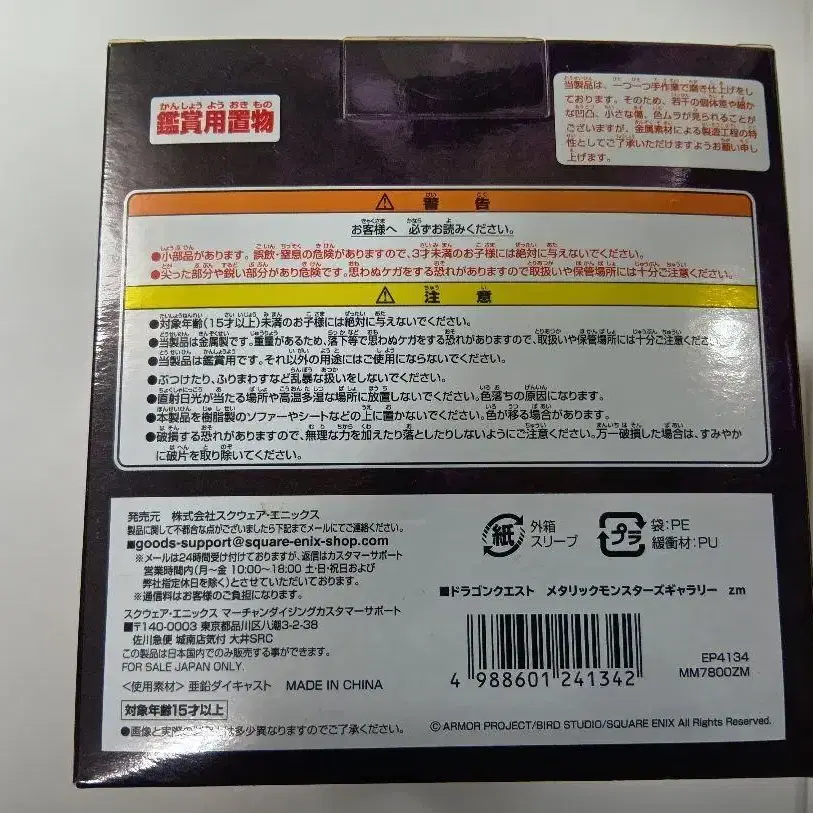 鑑賞用置物
当製品は、一つ一つ手作業で磨き仕上げをし
ております。そのため、若干の個体差や細か
な凹凸、小さな傷、色ムラが見られることが
ございますが、金属素材による製造工程の特
性としてご了承いただけますようお願い申し
上げます。
警告
お客様へ 必ずお読みください。
●小部品があります。誤飲・窒息の危険がありますので、3才未満のお子様には絶対に与えないでください。
●尖った部分や鋭い部分があり危険です。思わぬケガをする恐れがありますので取扱いや保管場所には十分ご注意ください。
注意
●対象年齢(15才以上)未満のお子様には絶対に与えないでください。
●当製品は金属製です。重量があるため、落下等で思わぬケガをする恐れがありますので、取扱いや保管場所には十分ご注意ください。
●当製品は鑑賞用です。それ以外の用途にはご使用にならないでください。
●ぶつけたり、ふりまわすなど乱暴な扱いをしないでください。
●直射日光が当たる場所や高温多湿な場所に放置しないでください。色落ちの原因になります。
●本製品を樹脂製のソファーやシートなどの上に置かないでください。色が移る場合があります。
●破損する恐れがありますので、無理な力を加えたり落としたりしないようにご注意ください。万一破損した場合は、すみやか
に破片を取り除いてください。
発売元 株式会社スクウェア・エニックス
製品に関して不都合な点がございましたら下記までメールにてご連絡ください。
■goods-support@square-enix-shop.com
※メールは24時間受け付けておりますが、返信はカスタマーサポート
営業時間内(月～金 10:00～18:00 土・日・祝日および
弊社指定休日を除く)とさせていただいております。
※通信料はお客様のご負担になります。
スクウェア・エニックス マーチャンダイジングカスタマーサポート
■〒140-0003 東京都品川区八潮3-2-38
佐川急便 城南店気付 大井SRC
この製品は日本国内でのみ販売する事ができます。
FOR SALE JAPAN ONLY.
<使用素材> 亜鉛ダイキャスト MADE IN CHINA
対象年齢15才以上
●画像と実際の は多少異なりますのでご了承ください。
紙 外箱
スリーブ
プラ 袋:PE
緩衝材:PU
■ドラゴンクエスト メタリックモンスターズギャラリー zm
4 988601 241342
EP4134
MM7800ZM
©ARMOR PROJECT/BIRD STUDIO/SQUARE ENIX All Rights Reserved.